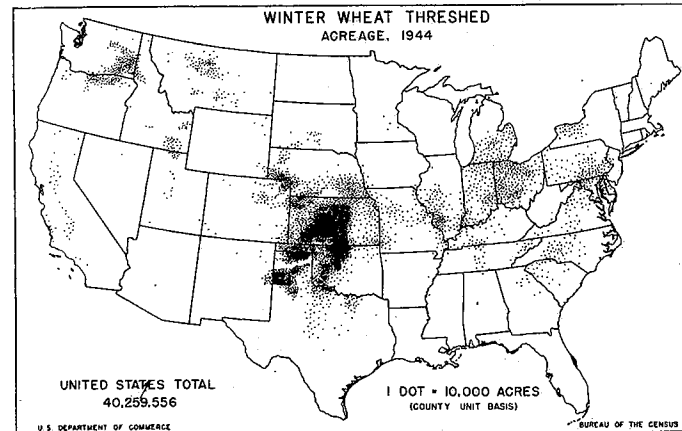 WINTER WHEAT THRESHED
ACREAGE, 1944
UNITED STATES TOTAL
40,259,556
1 DOT = 10,000 ACRES
(COUNTY UNIT BASIS)
U.S. DEPARTMENT OF COMMERCE
BUREAU OF THE CENSUS